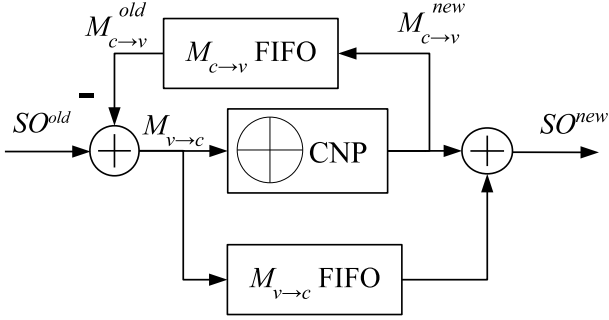 M_{c→v}^{old}
M_{c→v} FIFO
M_{c→v}^{new}
−
SO^{old}
M_{v→c}
CNP
SO^{new}
M_{v→c} FIFO